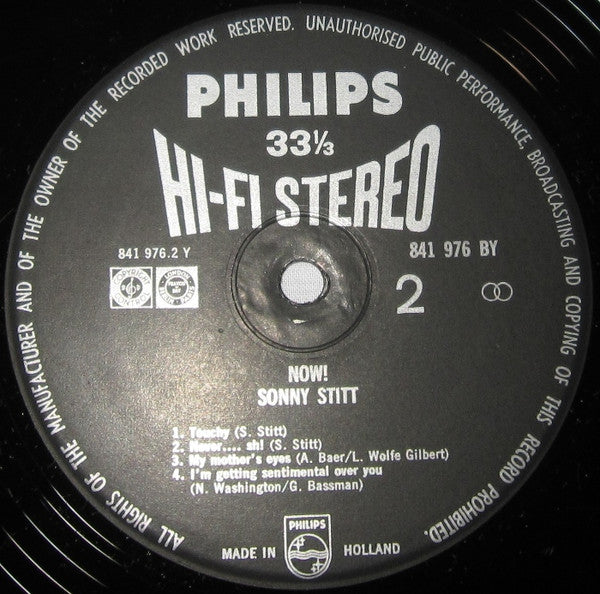 ALL RIGHTS OF THE MANUFACTURER AND OF THE OWNER OF THE RECORDED WORK RESERVED. UNAUTHORISED PUBLIC PERFORMANCE, BROADCASTING AND COPYING OF THIS RECORD PROHIBITED.
PHILIPS
33⅓
HI-FI STEREO
841 976.2 Y
841 976 BY
2
NOW!
SONNY STITT
1. Touchy (S. Stitt)
2. Never.... sh! (S. Stitt)
3. My mother's eyes (A. Baer/L. Wolfe Gilbert)
4. I'm getting sentimental over you
(N. Washington/G. Bassman)
PHILIPS
MADE IN HOLLAND